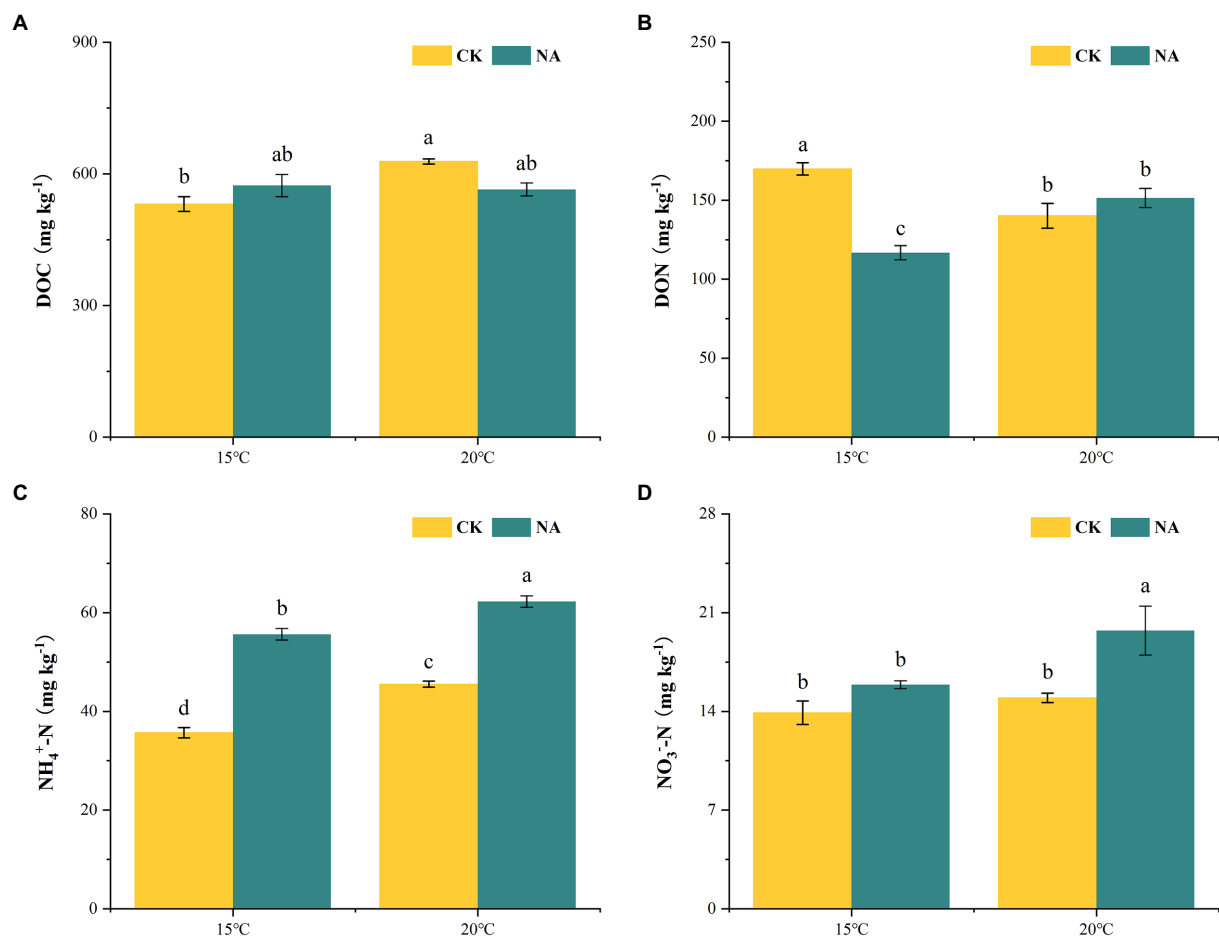 A
900
600
300
0
DOC (mg kg⁻¹)
CK NA
b ab a ab
15℃ 20℃
B
250
200
150
100
50
0
DON (mg kg⁻¹)
CK NA
a c b b
15℃ 20℃
C
80
60
40
20
0
NH₄⁺-N (mg kg⁻¹)
CK NA
d b c a
15℃ 20℃
D
28
21
14
7
0
NO₃⁻-N (mg kg⁻¹)
CK NA
b b b a
15℃ 20℃